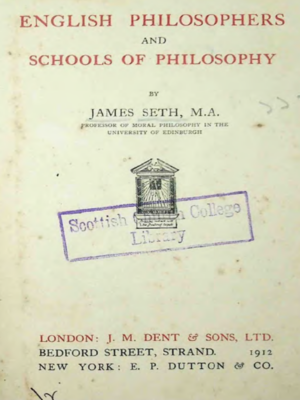 ENGLISH PHILOSOPHERS
AND
SCHOOLS OF PHILOSOPHY
BY
JAMES SETH, M.A.
PROFESSOR OF MORAL PHILOSOPHY IN THE
UNIVERSITY OF EDINBURGH
Scottish Church College
Library
LONDON: J. M. DENT & SONS, LTD.
BEDFORD STREET, STRAND. 1912
NEW YORK: E. P. DUTTON & CO.